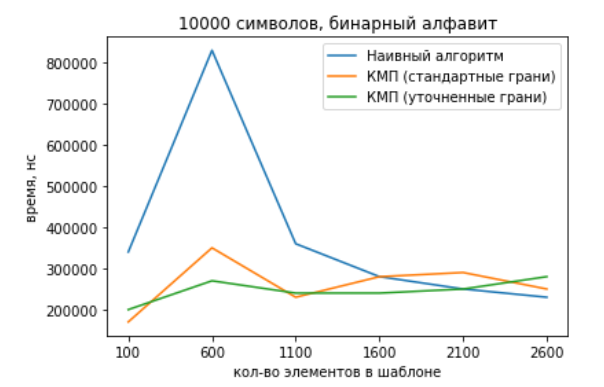 10000 символов, бинарный алфавит
Наивный алгоритм
КМП (стандартные грани)
КМП (уточненные грани)
800000
700000
600000
500000
400000
300000
200000
время, нс
100 600 1100 1600 2100 2600
кол-во элементов в шаблоне